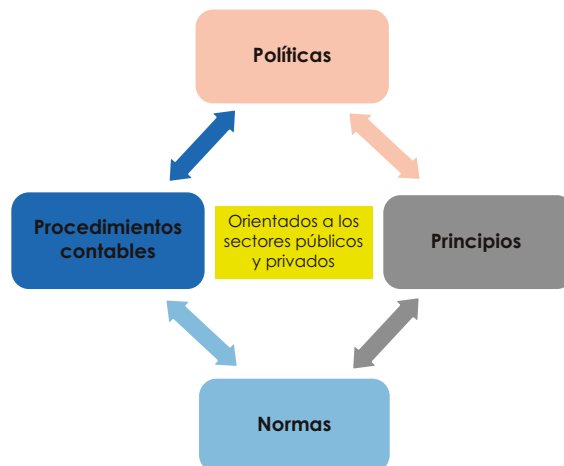 Políticas
Procedimientos
contables
Orientados a los
sectores públicos
y privados
Principios
Normas